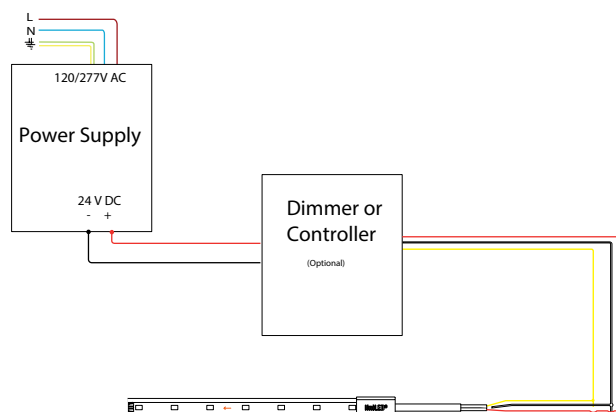 L
N
120/277V AC
Power Supply
24 V DC
- +
Dimmer or
Controller
(Optional)